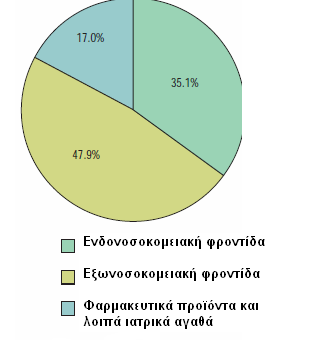 17.0%
35.1%
47.9%
Ενδονοσοκομειακή φροντίδα
Εξωνοσοκομειακή φροντίδα
Φαρμακευτικά προϊόντα και
λοιπά ιατρικά αγαθά